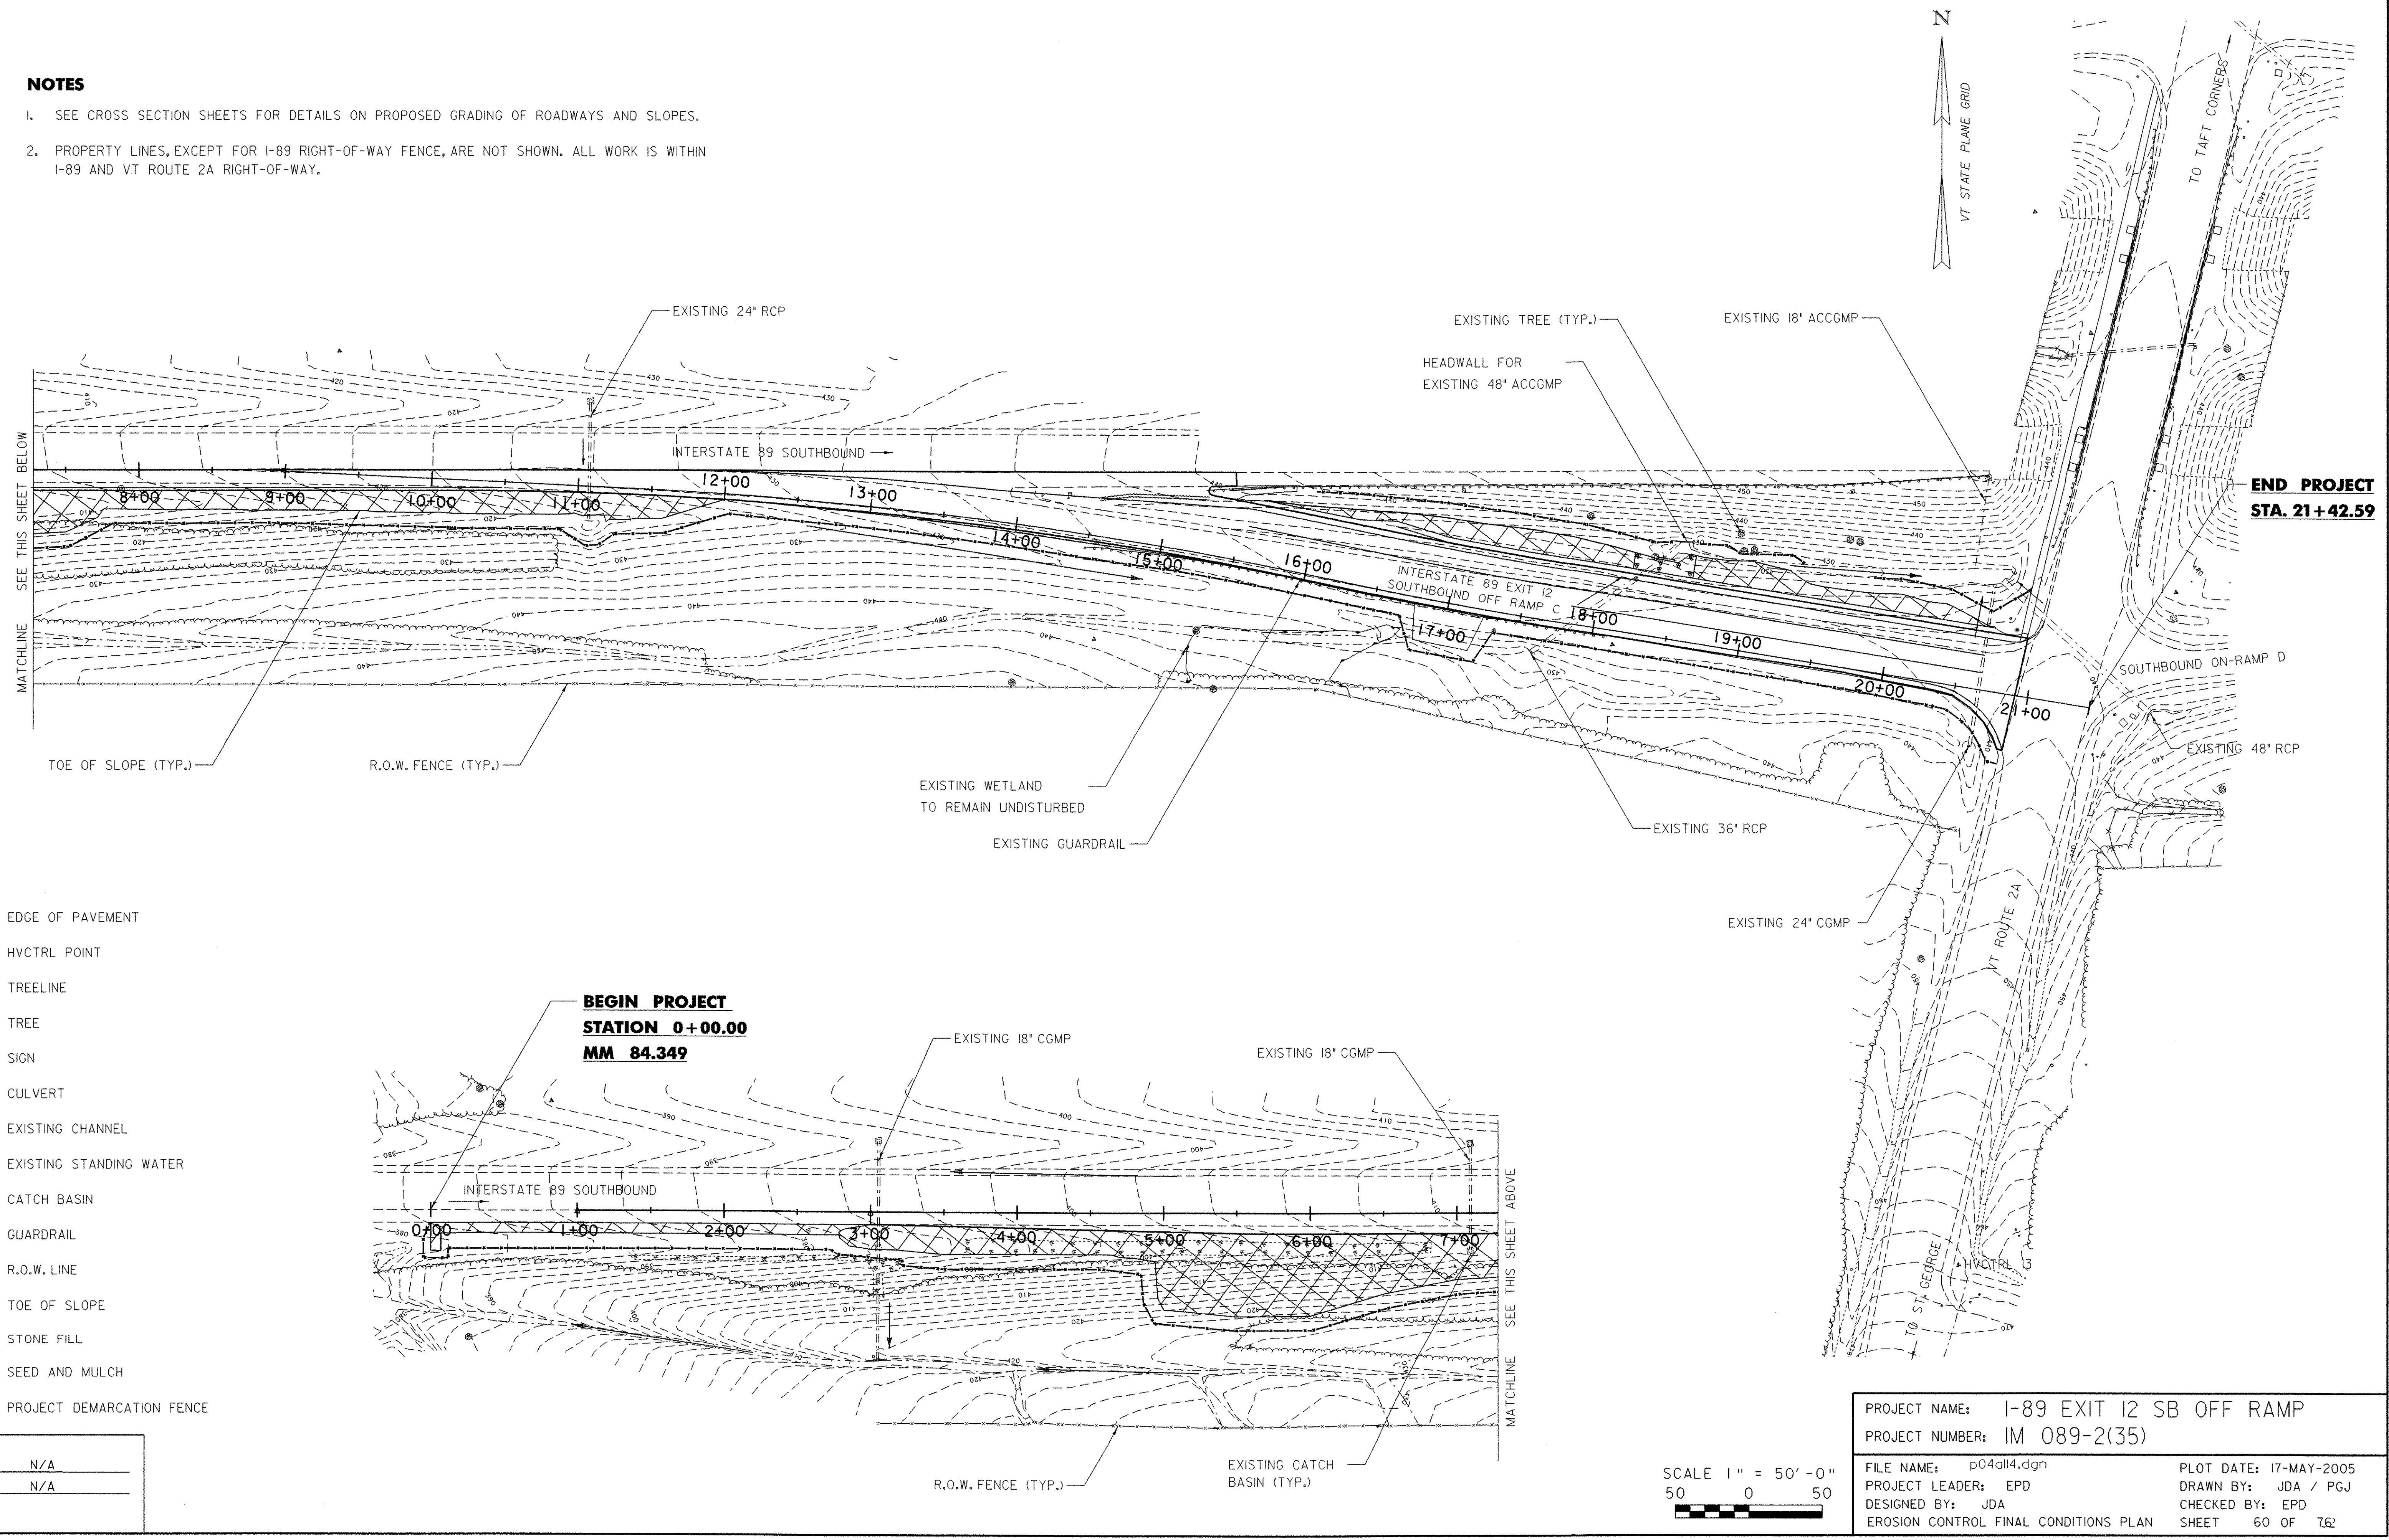 N
VT STATE PLANE GRID
NOTES
1. SEE CROSS SECTION SHEETS FOR DETAILS ON PROPOSED GRADING OF ROADWAYS AND SLOPES.
2. PROPERTY LINES, EXCEPT FOR I-89 RIGHT-OF-WAY FENCE, ARE NOT SHOWN. ALL WORK IS WITHIN
I-89 AND VT ROUTE 2A RIGHT-OF-WAY.
TO TAFT CORNERS
EXISTING 24" RCP
EXISTING TREE (TYP.)
EXISTING 18" ACCGMP
HEADWALL FOR
EXISTING 48" ACCGMP
INTERSTATE 89 SOUTHBOUND
END PROJECT
STA. 21+42.59
MATCHLINE SEE THIS SHEET BELOW
8+00
9+00
10+00
11+00
12+00
13+00
14+00
15+00
16+00
17+00
18+00
19+00
20+00
21+00
INTERSTATE 89 EXIT 12
SOUTHBOUND OFF RAMP C
SOUTHBOUND ON-RAMP D
EXISTING 48" RCP
TOE OF SLOPE (TYP.)
R.O.W. FENCE (TYP.)
EXISTING WETLAND
TO REMAIN UNDISTURBED
EXISTING GUARDRAIL
EXISTING 36" RCP
EXISTING 24" CGMP
VT ROUTE 2A
TO ST. GEORGE
HVCTRL 13
EDGE OF PAVEMENT
HVCTRL POINT
TREELINE
TREE
SIGN
CULVERT
EXISTING CHANNEL
EXISTING STANDING WATER
CATCH BASIN
GUARDRAIL
R.O.W. LINE
TOE OF SLOPE
STONE FILL
SEED AND MULCH
PROJECT DEMARCATION FENCE
N/A
N/A
BEGIN PROJECT
STATION 0+00.00
MM 84.349
EXISTING 18" CGMP
EXISTING 18" CGMP
INTERSTATE 89 SOUTHBOUND
0+00
1+00
2+00
3+00
4+00
5+00
6+00
7+00
MATCHLINE SEE THIS SHEET ABOVE
R.O.W. FENCE (TYP.)
EXISTING CATCH
BASIN (TYP.)
SCALE 1" = 50'-0"
50 0 50
PROJECT NAME: I-89 EXIT 12 SB OFF RAMP
PROJECT NUMBER: IM 089-2(35)
FILE NAME: p04all4.dgn
PLOT DATE: 17-MAY-2005
PROJECT LEADER: EPD
DRAWN BY: JDA / PGJ
DESIGNED BY: JDA
CHECKED BY: EPD
EROSION CONTROL FINAL CONDITIONS PLAN
SHEET 60 OF